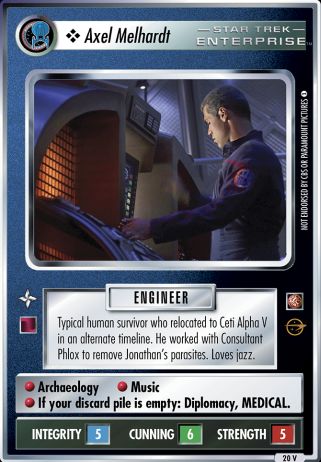 ❖ Axel Melhardt
STAR TREK
ENTERPRISE™
NOT ENDORSED BY CBS OR PARAMOUNT PICTURES
ENGINEER
Typical human survivor who relocated to Ceti Alpha V
in an alternate timeline. He worked with Consultant
Phlox to remove Jonathan's parasites. Loves jazz.
● Archaeology ● Music
● If your discard pile is empty: Diplomacy, MEDICAL.
INTEGRITY 5 CUNNING 6 STRENGTH 5
20 V